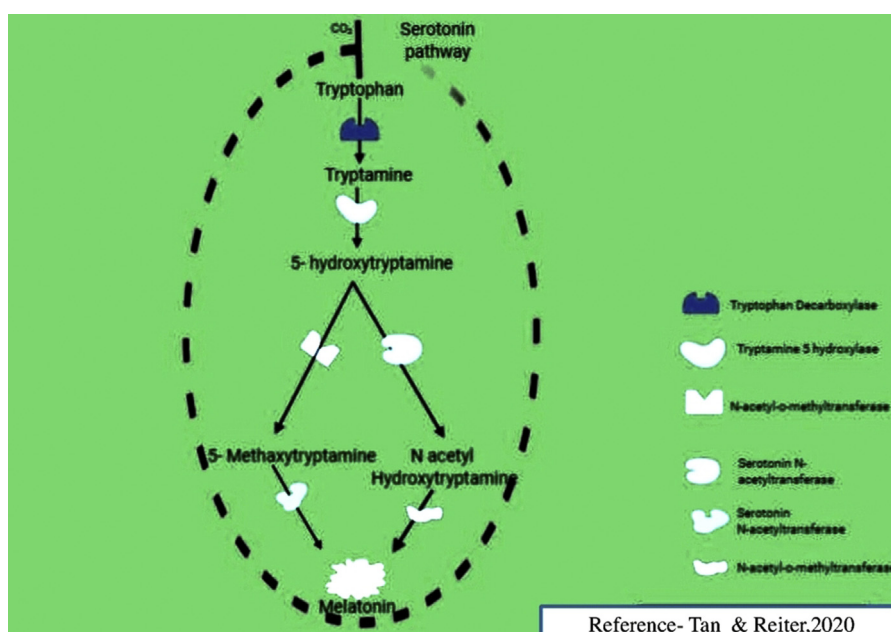 CO₂
Serotonin
pathway
Tryptophan
Tryptamine
5- hydroxytryptamine
5- Methaxytryptamine
N acetyl
Hydroxytryptamine
Melatonin
Tryptophan Decarboxylase
Tryptamine 5 hydroxylase
N-acetyl-o-methyltransferase
Serotonin N-
acetyltransferase
Serotonin
N-acetyltransferase
N-acetyl-o-methyltransferase
Reference- Tan & Reiter.2020